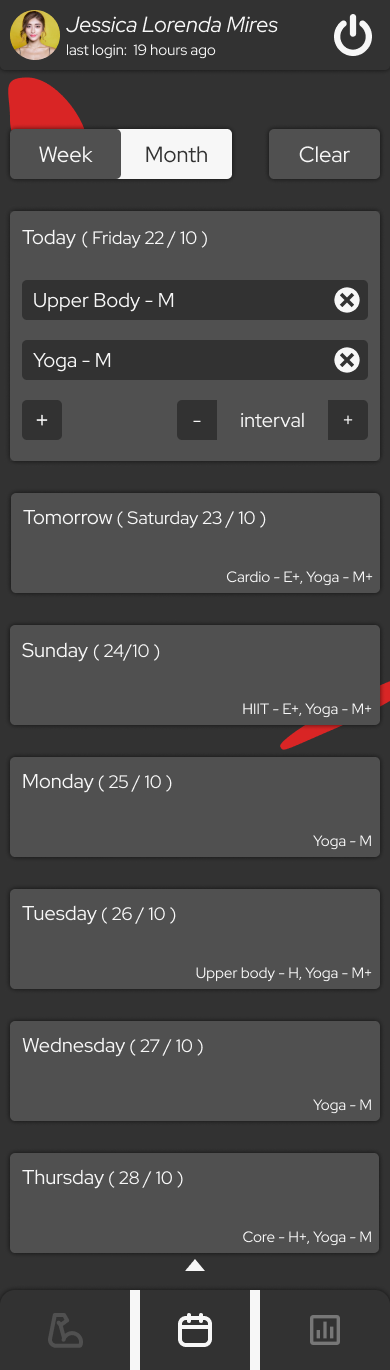 Jessica Lorenda Mires
last login: 19 hours ago
Week Month Clear
Today ( Friday 22 / 10 )
Upper Body - M
Yoga - M
+ - interval +
Tomorrow ( Saturday 23 / 10 )
Cardio - E+, Yoga - M+
Sunday ( 24/10 )
HIIT - E+, Yoga - M+
Monday ( 25 / 10 )
Yoga - M
Tuesday ( 26 / 10 )
Upper body - H, Yoga - M+
Wednesday ( 27 / 10 )
Yoga - M
Thursday ( 28 / 10 )
Core - H+, Yoga - M